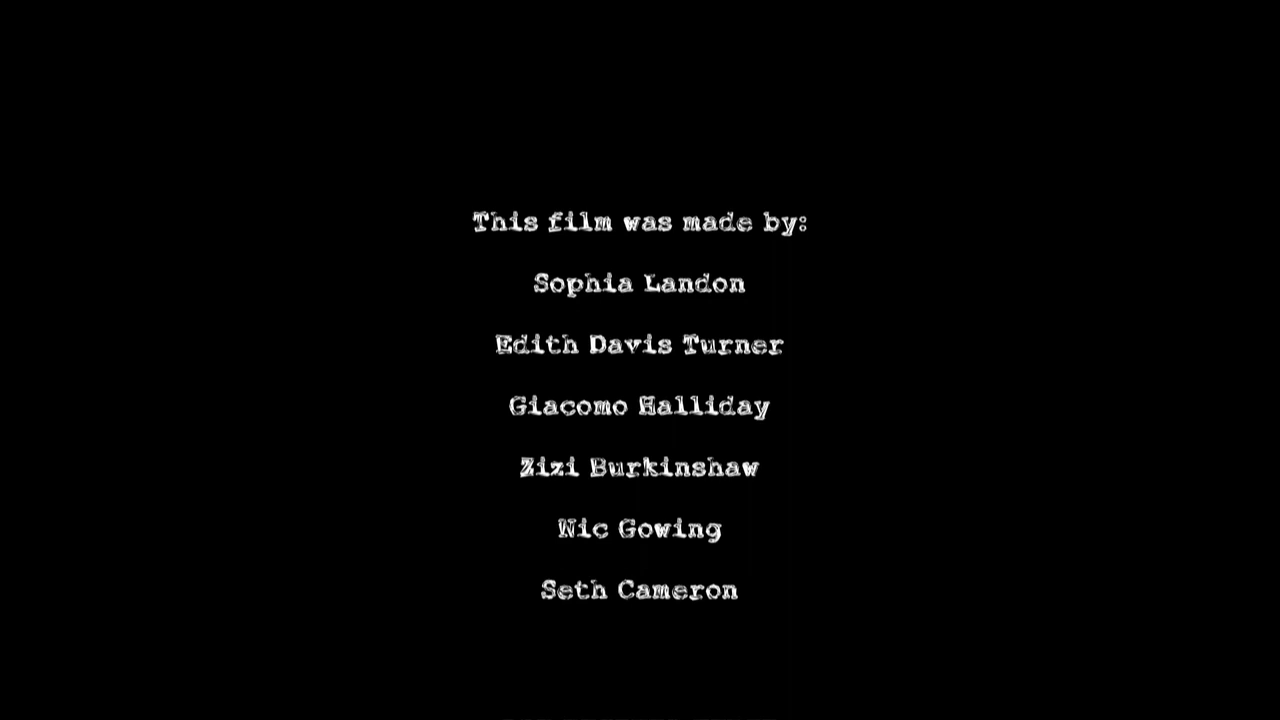 This film was made by:
Sophia Landon
Edith Davis Turner
Giacomo Halliday
Zizi Burkinshaw
Nic Gowing
Seth Cameron